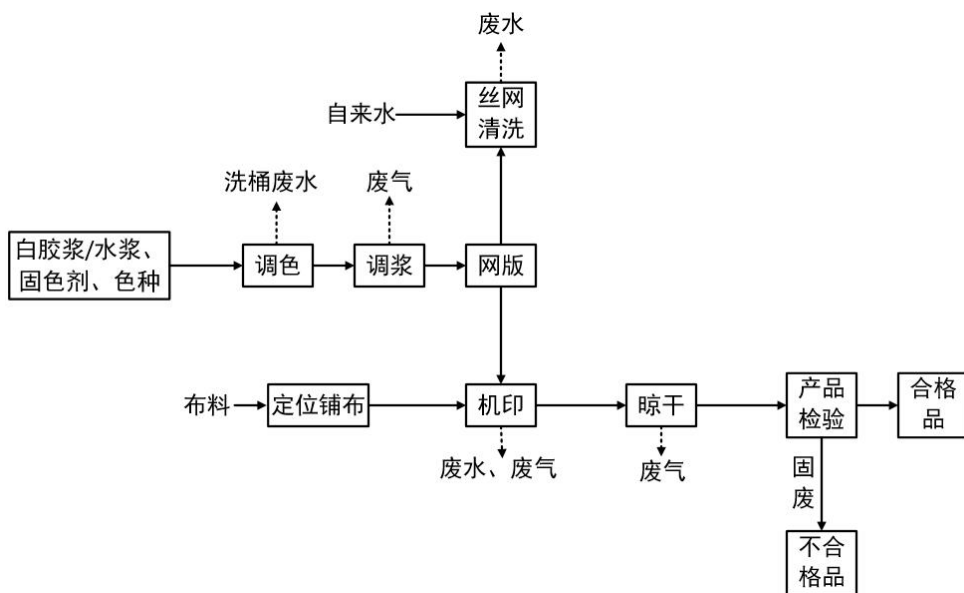 废水
自来水
丝网
清洗
洗桶废水
废气
白胶浆/水浆、
固色剂、色种
调色
调浆
网版
布料
定位铺布
机印
晾干
产品
检验
合格
品
废水、废气
废气
固
废
不合
格品